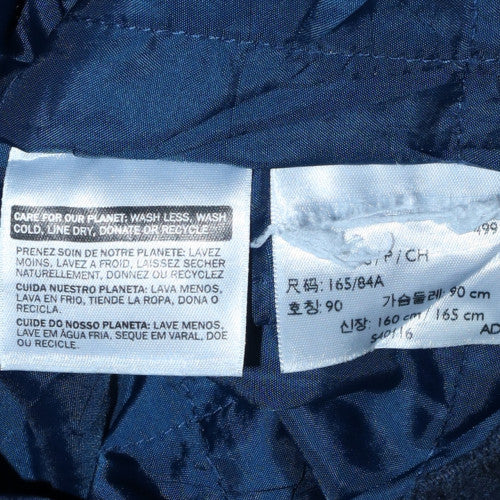 CARE FOR OUR PLANET: WASH LESS, WASH
COLD, LINE DRY, DONATE OR RECYCLE
PRENEZ SOIN DE NOTRE PLANETE: LAVEZ
MOINS, LAVEZ A FROID, LAISSEZ SECHER
NATURELLEMENT, DONNEZ OU RECYCLEZ
CUIDA NUESTRO PLANETA: LAVA MENOS,
LAVA EN FRIO, TIENDE LA ROPA, DONA O
RECICLA.
CUIDE DO NOSSO PLANETA: LAVE MENOS,
LAVE EM AGUA FRIA, SEQUE EM VARAL, DOE
OU RECICLE.
499
/P/CH
尺码: 165/84A
호칭: 90 가슴둘레: 90 cm
신장: 160 cm / 165 cm
AD